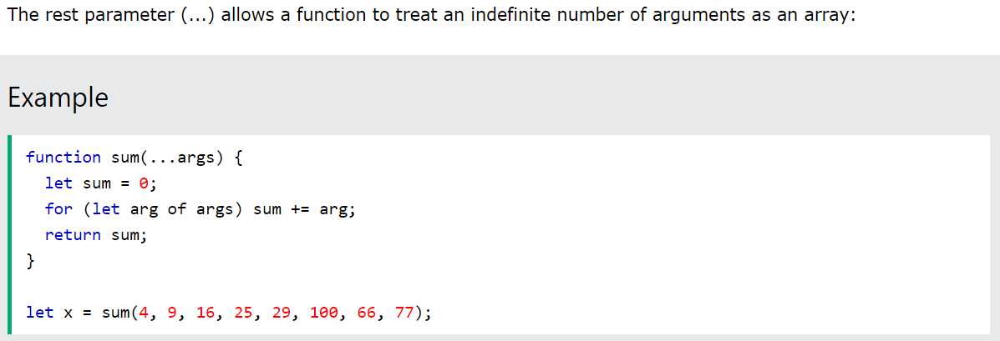 The rest parameter (...) allows a function to treat an indefinite number of arguments as an array:
Example
function sum(...args) {
  let sum = 0;
  for (let arg of args) sum += arg;
  return sum;
}
let x = sum(4, 9, 16, 25, 29, 100, 66, 77);